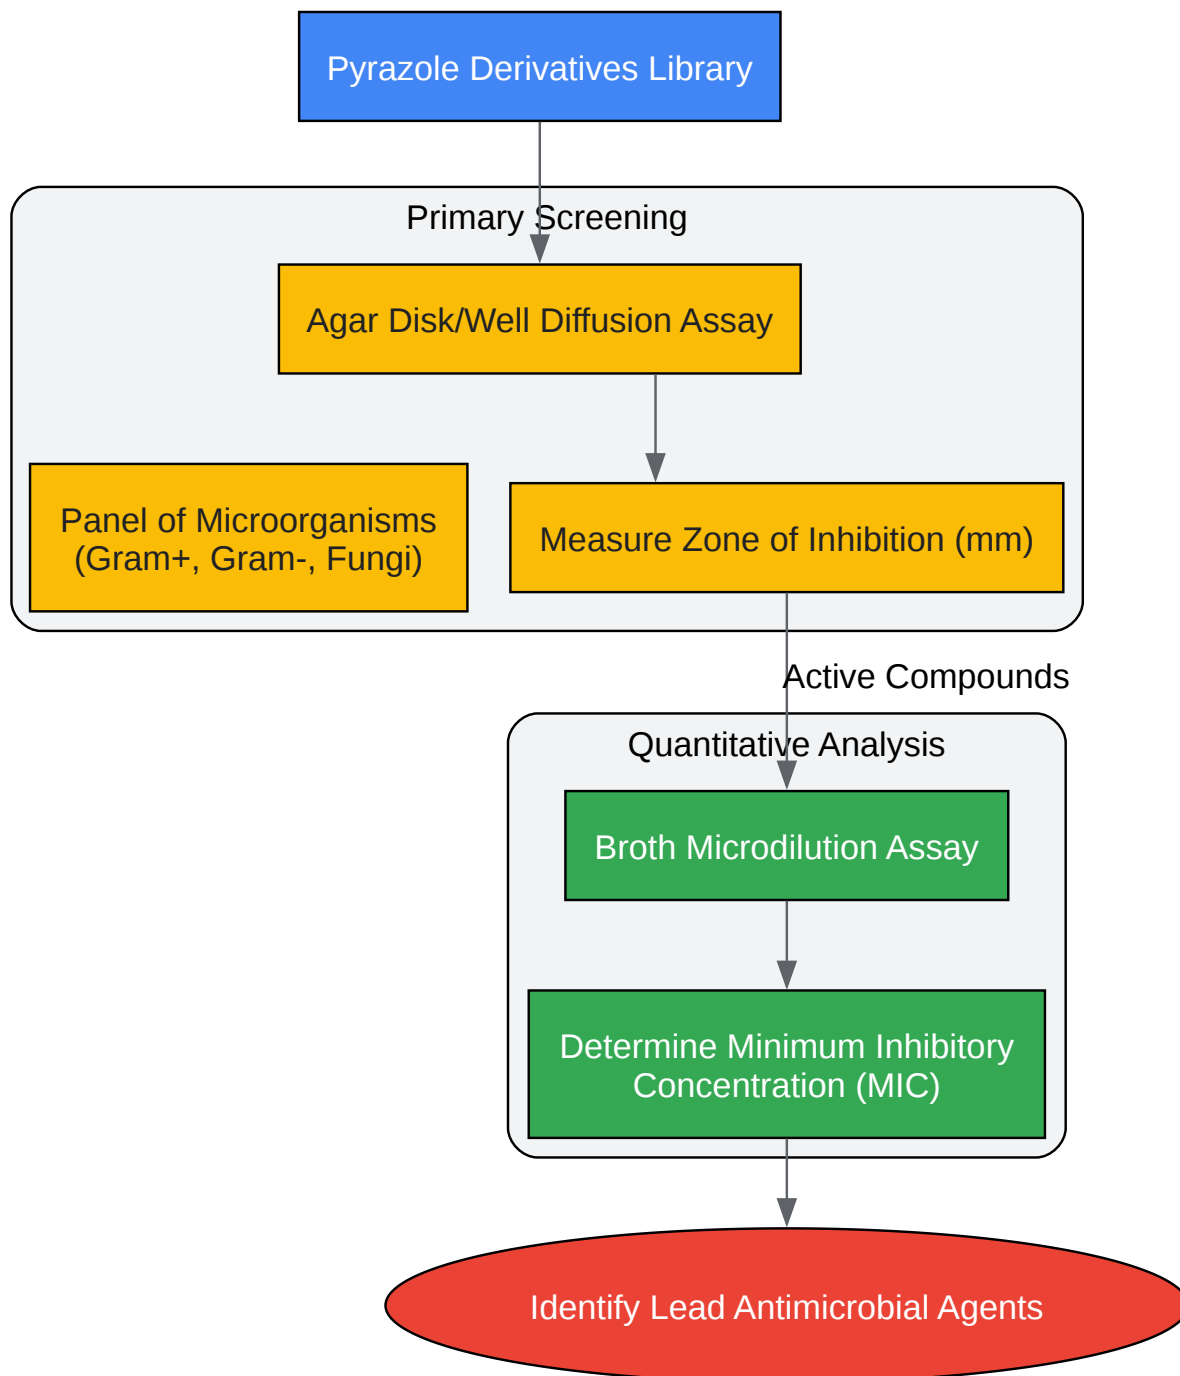 Pyrazole Derivatives Library
Primary Screening
Agar Disk/Well Diffusion Assay
Panel of Microorganisms
(Gram+, Gram-, Fungi)
Measure Zone of Inhibition (mm)
Active Compounds
Quantitative Analysis
Broth Microdilution Assay
Determine Minimum Inhibitory
Concentration (MIC)
Identify Lead Antimicrobial Agents